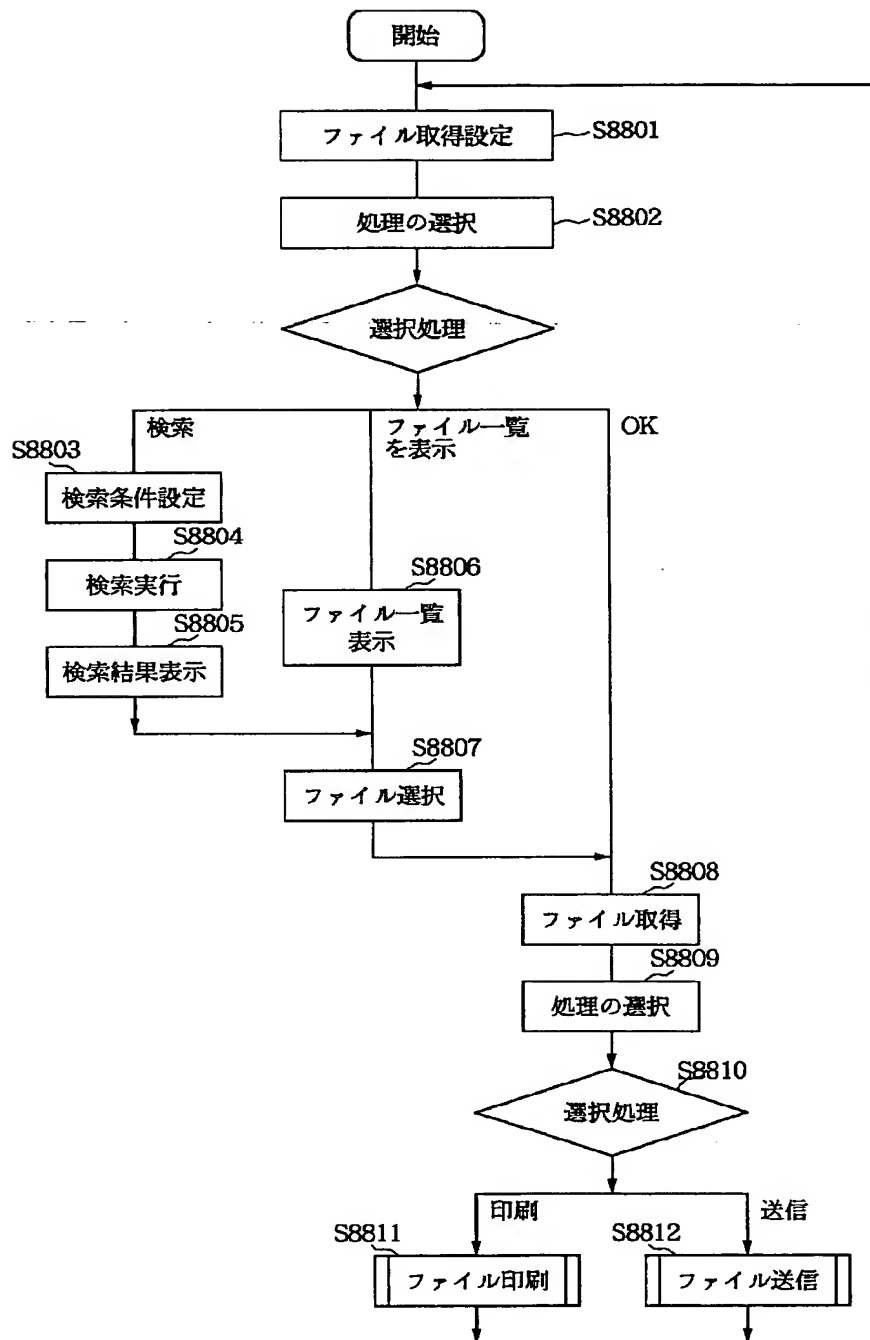 開始
ファイル取得設定
S8801
処理の選択
S8802
選択処理
検索
ファイル一覧
を表示
OK
S8803
検索条件設定
S8804
検索実行
S8805
検索結果表示
S8806
ファイル一覧
表示
S8807
ファイル選択
S8808
ファイル取得
S8809
処理の選択
S8810
選択処理
印刷
送信
S8811
ファイル印刷
S8812
ファイル送信